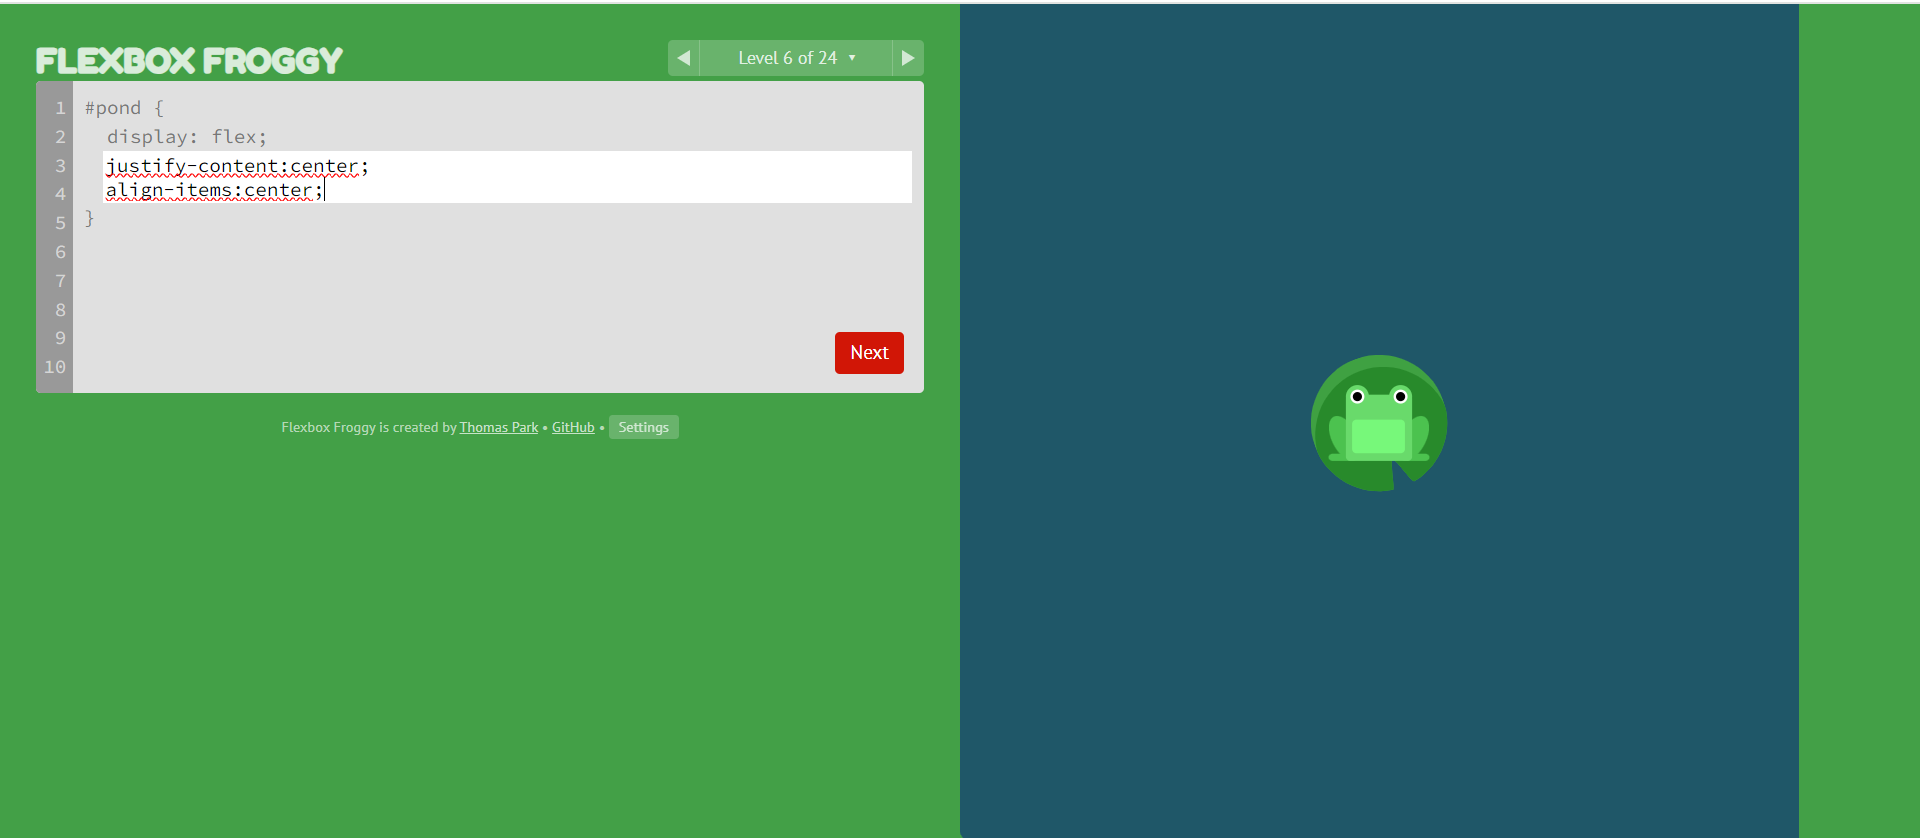 FLEXBOX FROGGY
◀ Level 6 of 24 ▼ ▶
1 #pond {
2 display: flex;
3 justify-content:center;
4 align-items:center;
5 }
6
7
8
9
10
Next
Flexbox Froggy is created by Thomas Park • GitHub • Settings